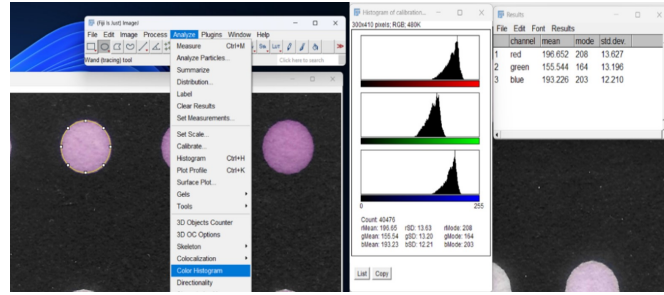 (Fiji is Just) ImageJ
File Edit Image Process Analyze Plugins Window Help
Wand (tracing) tool
Click here to search
Measure Ctrl+M
Analyze Particles...
Summarize
Distribution...
Label
Clear Results
Set Measurements...
Set Scale...
Calibrate...
Histogram Ctrl+H
Plot Profile Ctrl+K
Surface Plot...
Gels
Tools
3D Objects Counter
3D OC Options
Skeleton
Colocalization
Color Histogram
Directionality
Histogram of calibration...
300x410 pixels; RGB; 480K
0 255
Count: 40476
rMean: 196.65 rSD: 13.63 rMode: 208
gMean: 155.54 gSD: 13.20 gMode: 164
bMean: 193.23 bSD: 12.21 bMode: 203
List Copy
Results
File Edit Font Results
channel mean mode std.dev.
1 red 196.652 208 13.627
2 green 155.544 164 13.196
3 blue 193.226 203 12.210